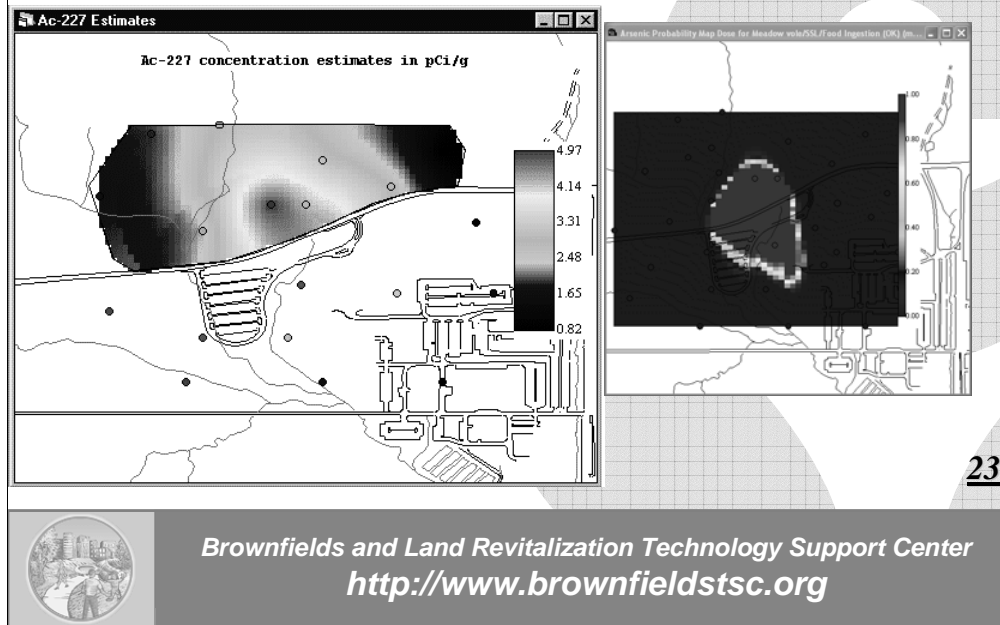 Ac-227 Estimates
Ac-227 concentration estimates in pCi/g
4.97
4.14
3.31
2.48
1.65
0.82
Arsenic Probability Map Dose for Meadow vole/SSL/Food Ingestion (OK) (m...
1.00
0.80
0.60
0.40
0.20
0.00
23
Brownfields and Land Revitalization Technology Support Center
http://www.brownfieldstsc.org